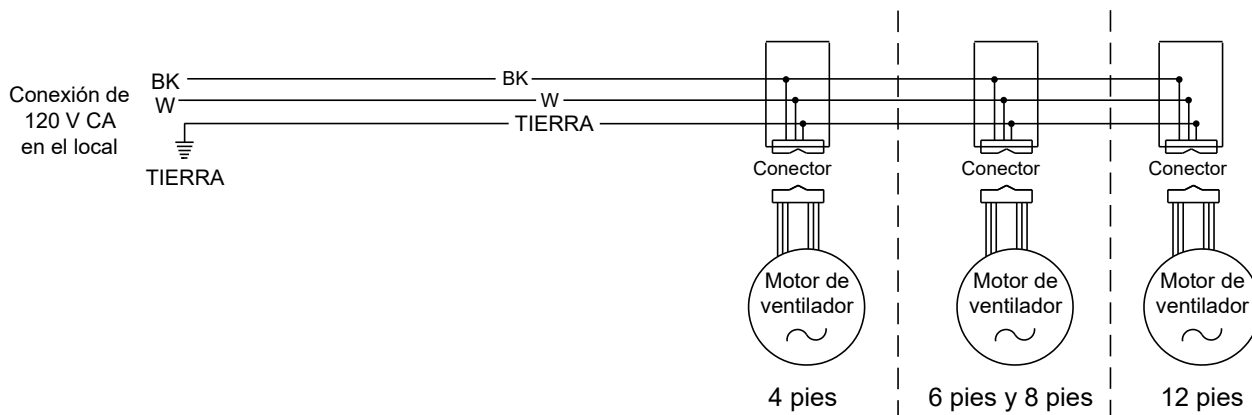 Conexión de
120 V CA
en el local
BK
W
TIERRA
BK
W
TIERRA
Conector
Conector
Conector
Motor de
ventilador
Motor de
ventilador
Motor de
ventilador
4 pies
6 pies y 8 pies
12 pies